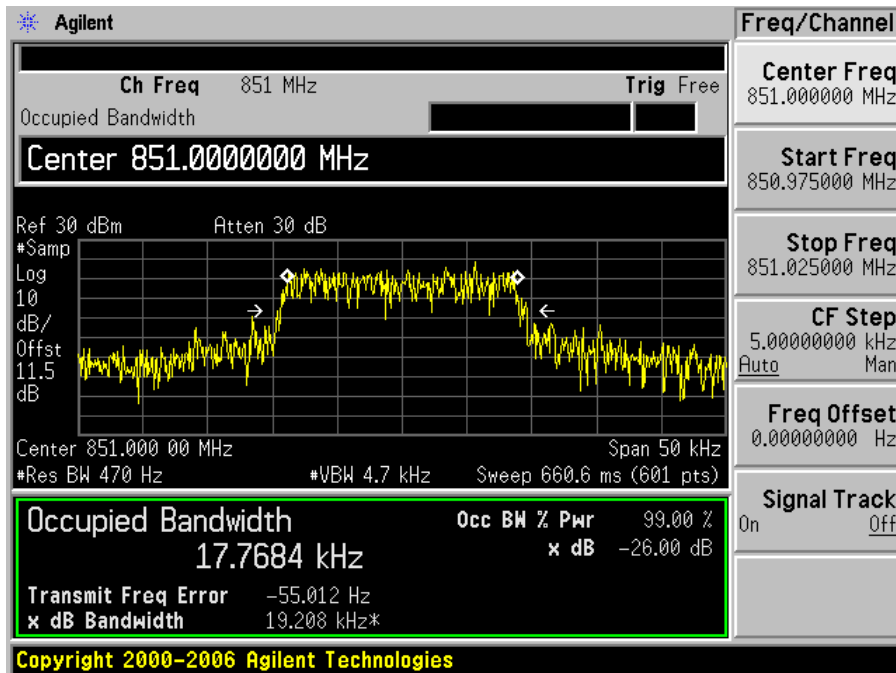 Agilent
Ch Freq 851 MHz Trig Free
Occupied Bandwidth
Center 851.0000000 MHz
Ref 30 dBm Atten 30 dB
#Samp
Log
10
dB/
Offst
11.5
dB
Center 851.000 00 MHz Span 50 kHz
#Res BW 470 Hz #VBW 4.7 kHz Sweep 660.6 ms (601 pts)
Occupied Bandwidth
17.7684 kHz
Occ BW % Pwr 99.00 %
x dB -26.00 dB
Transmit Freq Error -55.012 Hz
x dB Bandwidth 19.208 kHz*
Copyright 2000-2006 Agilent Technologies
Freq/Channel
Center Freq
851.000000 MHz
Start Freq
850.975000 MHz
Stop Freq
851.025000 MHz
CF Step
5.00000000 kHz
Auto Man
Freq Offset
0.00000000 Hz
Signal Track
On Off